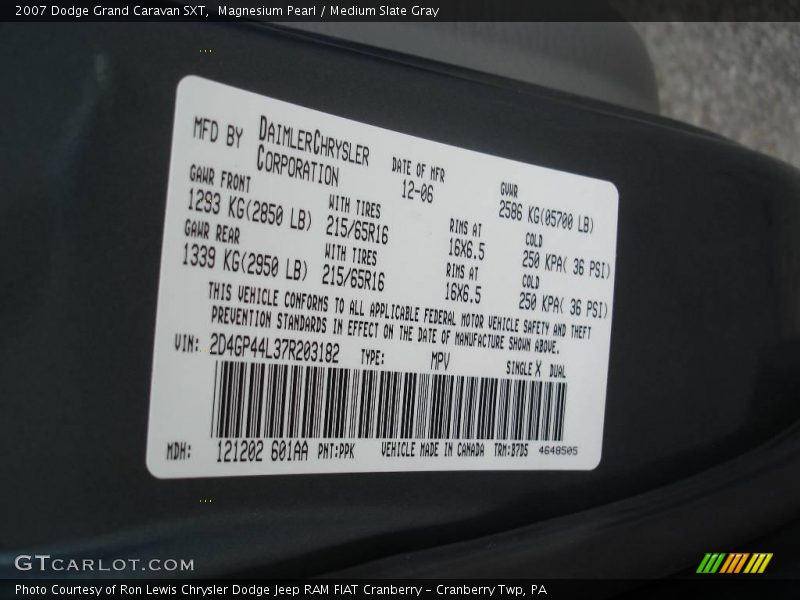 2007 Dodge Grand Caravan SXT,  Magnesium Pearl / Medium Slate Gray
MFD BY DAIMLERCHRYSLER CORPORATION
DATE OF MFR 12-06
GVWR 2586 KG(05700 LB)
GAWR FRONT WITH TIRES RIMS AT COLD
1293 KG(2850 LB) 215/65R16 16X6.5 250 KPA( 36 PSI)
GAWR REAR WITH TIRES RIMS AT COLD
1339 KG(2950 LB) 215/65R16 16X6.5 250 KPA( 36 PSI)
THIS VEHICLE CONFORMS TO ALL APPLICABLE FEDERAL MOTOR VEHICLE SAFETY AND THEFT
PREVENTION STANDARDS IN EFFECT ON THE DATE OF MANUFACTURE SHOWN ABOVE.
VIN: 2D4GP44L37R203182 TYPE: MPV SINGLE X DUAL
MDH: 121202 601AA PNT:PPK VEHICLE MADE IN CANADA TRM:B7D5 4648505
GTCARLOT.COM
Photo Courtesy of Ron Lewis Chrysler Dodge Jeep RAM FIAT Cranberry - Cranberry Twp, PA